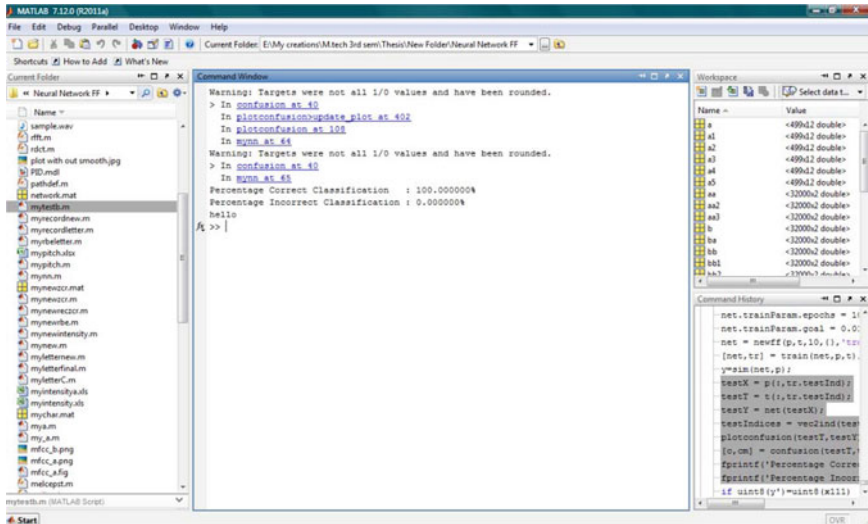 MATLAB 7.12.0 (R2011a)
File Edit Debug Parallel Desktop Window Help
Current Folder: E:\My creations\M.tech 3rd sem\Thesis\New Folder\Neural Network FF
Shortcuts How to Add What's New
Current Folder
« Neural Network FF
Name
sample.wav
rfft.m
rdct.m
plot with out smooth.jpg
PID.mdl
pathdef.m
network.mat
mytestb.m
myrecordnew.m
myrecordletter.m
myrbeletter.m
mypitch.xlsx
mypitch.m
mynn.m
mynewzcr.mat
mynewzcr.m
mynewreczcr.m
mynewrbe.m
mynewintensity.m
mynew.m
myletternew.m
myletterfinal.m
myletterC.m
myintensitya.xls
myintensity.xls
mychar.mat
mya.m
my_a.m
mfcc_b.png
mfcc_a.png
mfcc_a.fig
melcepst.m
mytestb.m (MATLAB Script)
Start
Command Window
Warning: Targets were not all 1/0 values and have been rounded.
> In confusion at 40
In plotconfusion>update_plot at 402
In plotconfusion at 108
In mynn at 64
Warning: Targets were not all 1/0 values and have been rounded.
> In confusion at 40
In mynn at 65
Percentage Correct Classification : 100.000000%
Percentage Incorrect Classification : 0.000000%
hello
fx >>
Workspace
Select data t...
Name Value
a <499x12 double>
a1 <499x12 double>
a2 <499x12 double>
a3 <499x12 double>
a4 <499x12 double>
a5 <499x12 double>
aa <32000x2 double>
aa2 <32000x2 double>
aa3 <32000x2 double>
b <32000x2 double>
ba <32000x2 double>
bb <32000x2 double>
bb1 <32000x2 double>
bb2 <32000x2 double>
Command History
net.trainParam.epochs =
net.trainParam.goal =
net = newff(p,t,10,{},
[net,tr] = train(net,p,t)
y=sim(net,p);
testX = p(:,tr.testInd);
testT = t(:,tr.testInd);
testY = net(testX);
testIndices = vec2ind(
plotconfusion(testT,testY
[c,cm] = confusion(testT,
fprintf('Percentage Corre
fprintf('Percentage Incor
if uint8(y')==uint8(x111)
OVR